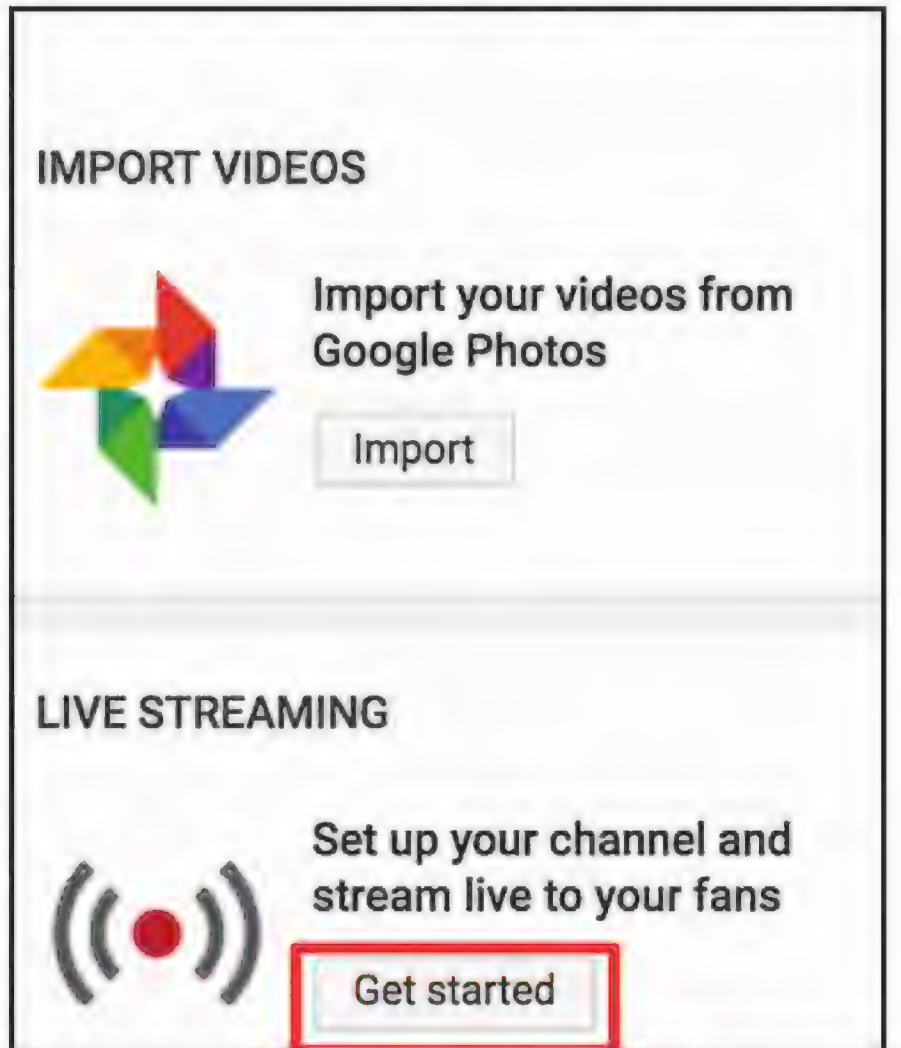 IMPORT VIDEOS
Import your videos from
Google Photos
Import
LIVE STREAMING
Set up your channel and
stream live to your fans
Get started